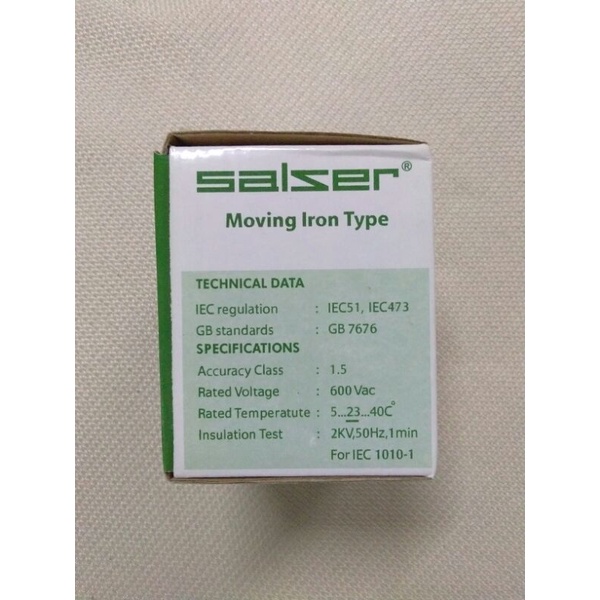 salzer®
Moving Iron Type
TECHNICAL DATA
IEC regulation : IEC51, IEC473
GB standards : GB 7676
SPECIFICATIONS
Accuracy Class : 1.5
Rated Voltage : 600 Vac
Rated Temperatute : 5...23...40C°
Insulation Test : 2KV,50Hz,1min
For IEC 1010-1